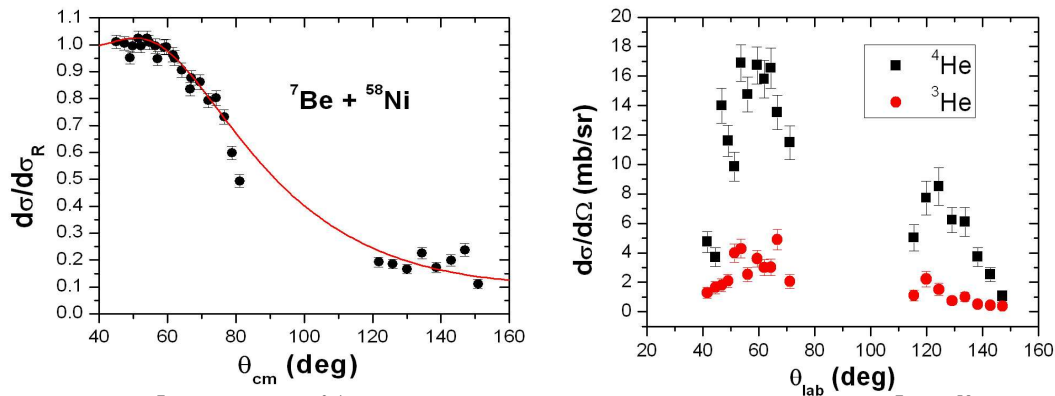 1.1
1.0
0.9
0.8
0.7
0.6
0.5
0.4
0.3
0.2
0.1
0.0
dσ/dσR
⁷Be + ⁵⁸Ni
40 60 80 100 120 140 160
θcm (deg)
20
18
16
14
12
10
8
6
4
2
0
dσ/dΩ (mb/sr)
⁴He
³He
20 40 60 80 100 120 140 160
θlab (deg)